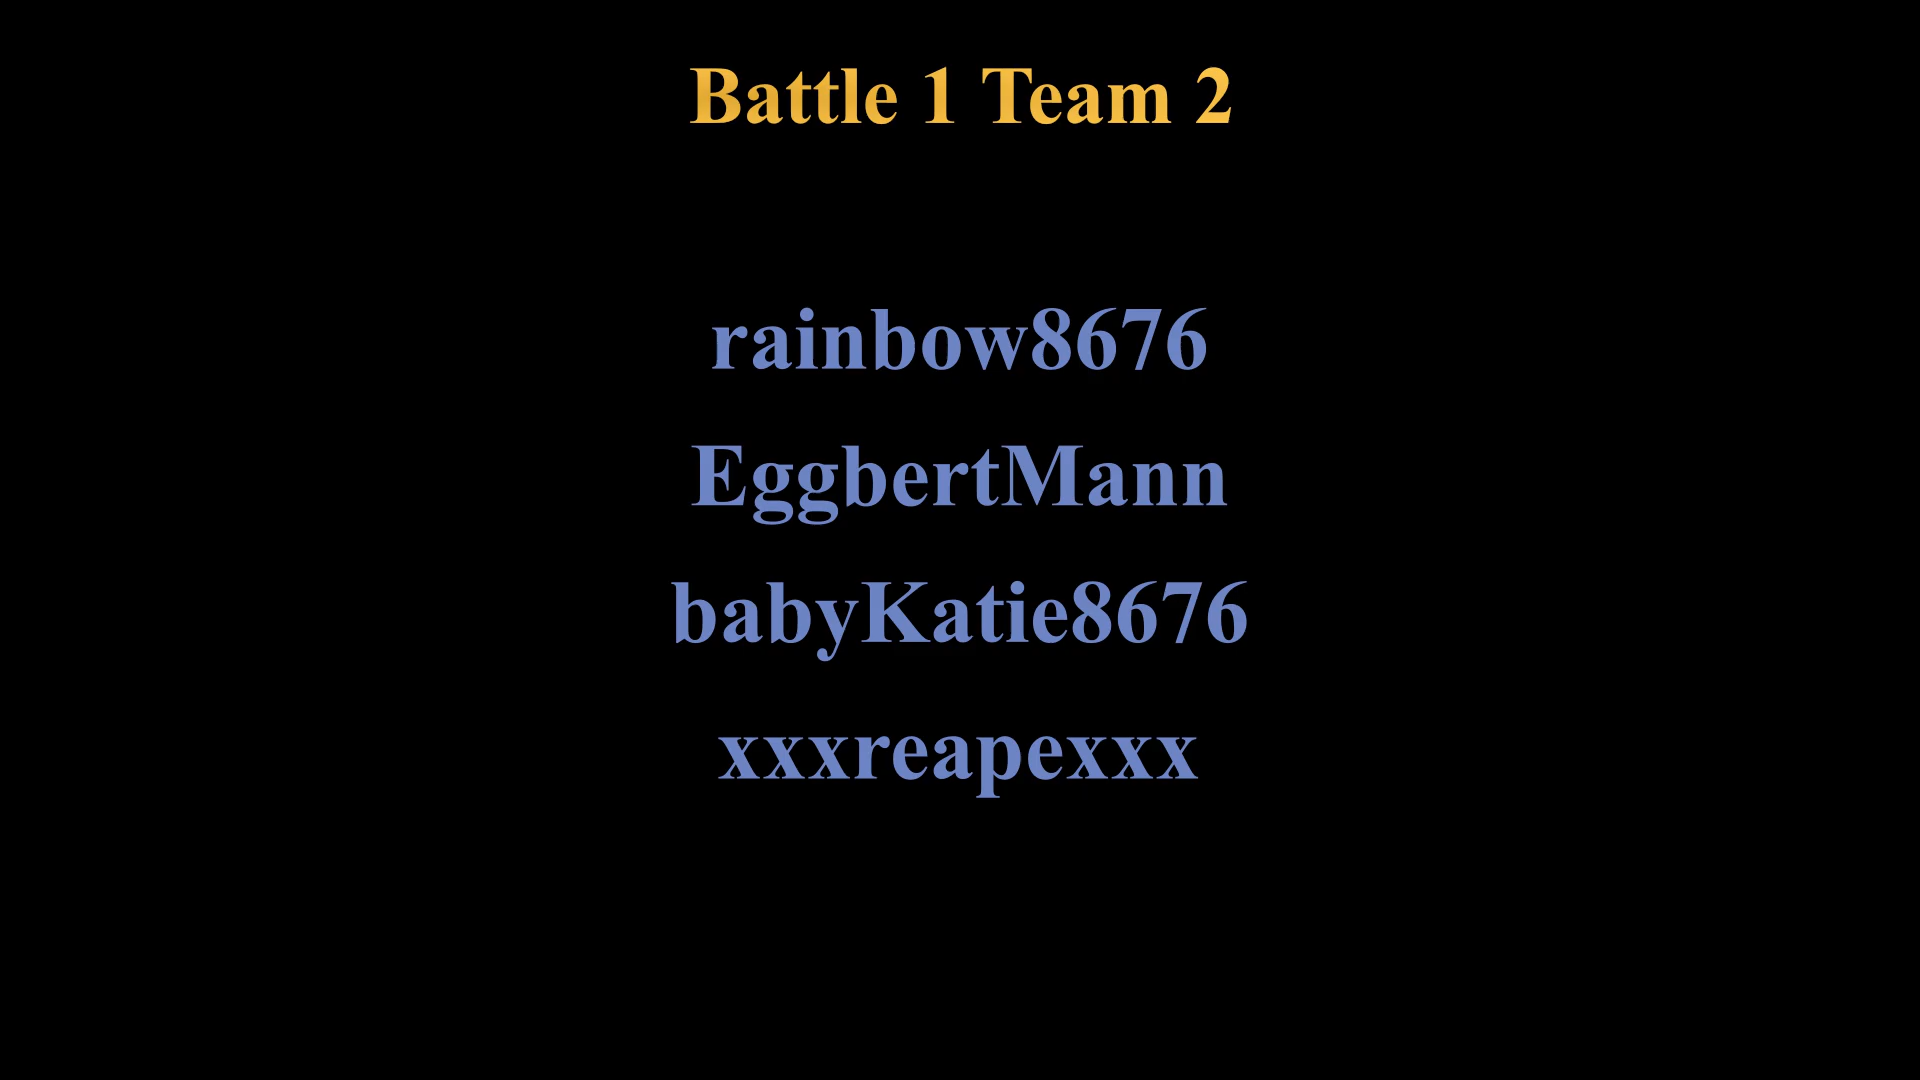 Battle 1 Team 2
rainbow8676
EggbertMann
babyKatie8676
xxxreapexxx